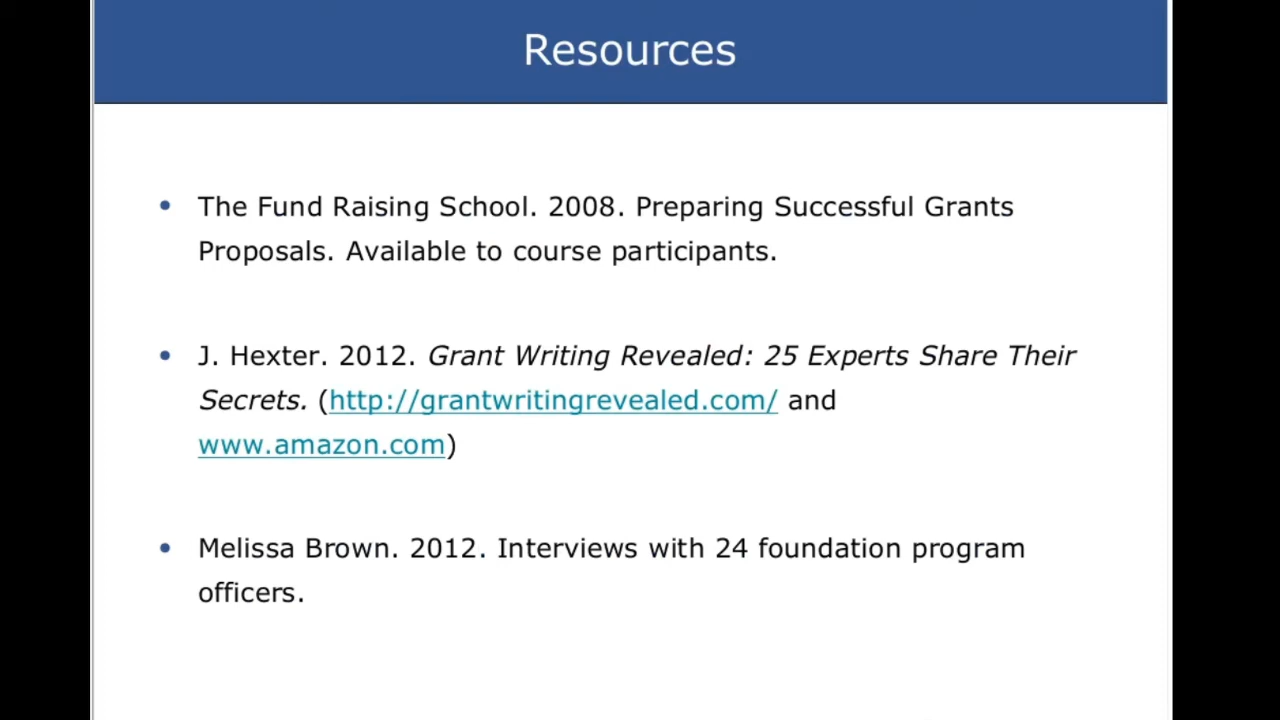 Resources
• The Fund Raising School. 2008. Preparing Successful Grants
Proposals. Available to course participants.
• J. Hexter. 2012. Grant Writing Revealed: 25 Experts Share Their
Secrets. (http://grantwritingrevealed.com/ and
www.amazon.com)
• Melissa Brown. 2012. Interviews with 24 foundation program
officers.